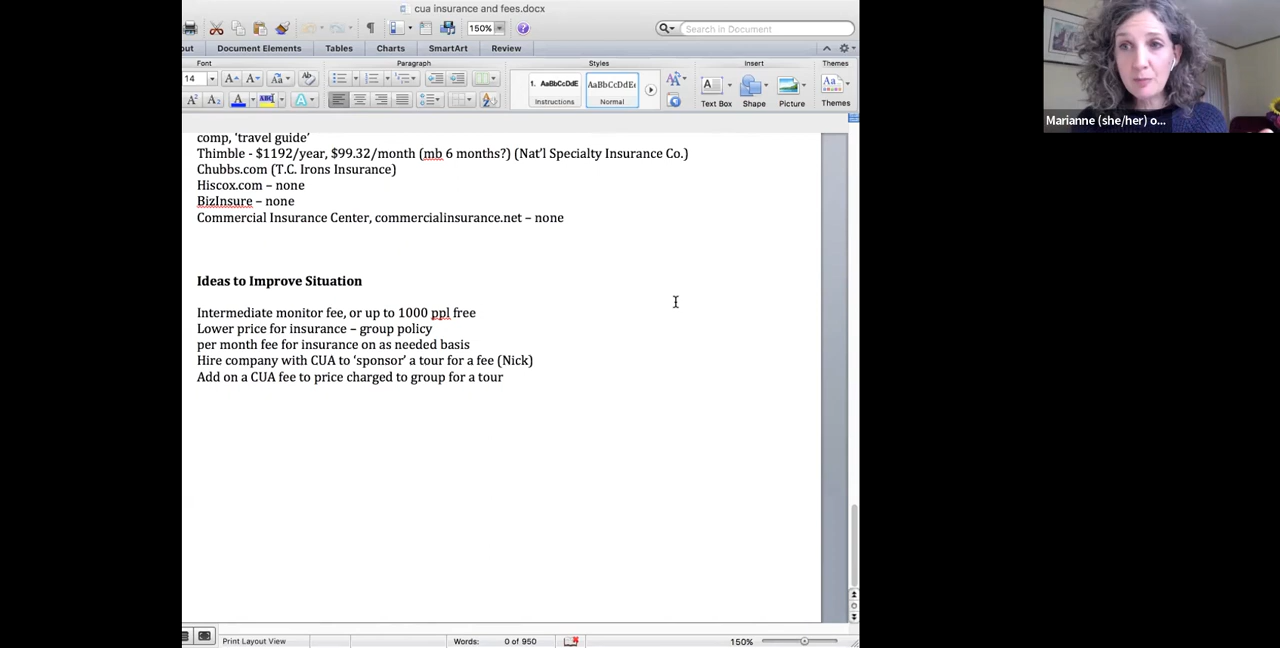 cua insurance and fees.docx
150%
Search in Document
out
Document Elements
Tables
Charts
SmartArt
Review
Font
Paragraph
Styles
Insert
Themes
14
AaBbCcDdE
Instructions
AaBbCcDdEe
Normal
Text Box
Shape
Picture
Themes
Marianne (she/her) o...
comp, ‘travel guide’
Thimble - $1192/year, $99.32/month (mb 6 months?) (Nat’l Specialty Insurance Co.)
Chubbs.com (T.C. Irons Insurance)
Hiscox.com – none
BizInsure – none
Commercial Insurance Center, commercialinsurance.net – none
Ideas to Improve Situation
Intermediate monitor fee, or up to 1000 ppl free
Lower price for insurance – group policy
per month fee for insurance on as needed basis
Hire company with CUA to ‘sponsor’ a tour for a fee (Nick)
Add on a CUA fee to price charged to group for a tour
Print Layout View
Words:
0 of 950
150%